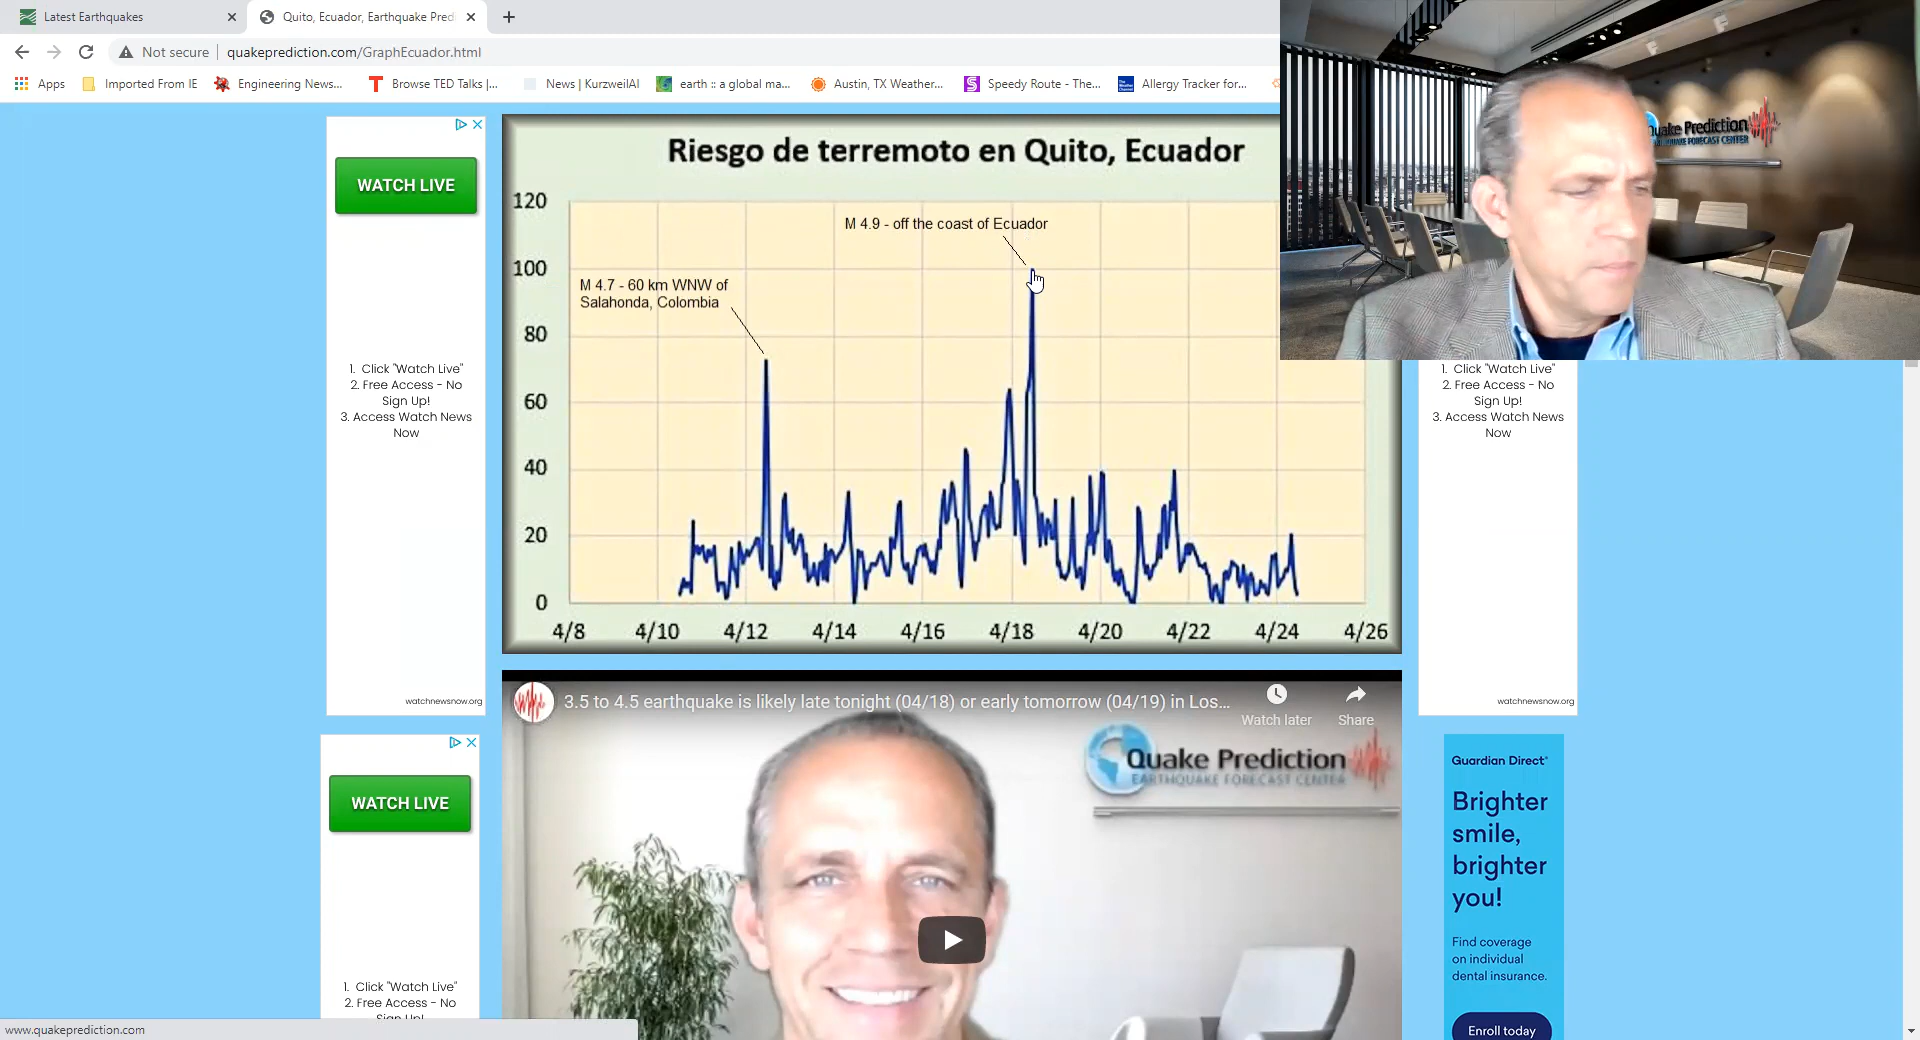 Latest Earthquakes
Quito, Ecuador, Earthquake Pred
Not secure
quakeprediction.com/GraphEcuador.html
Apps
Imported From IE
Engineering News...
Browse TED Talks |...
News | KurzweilAI
earth :: a global ma...
Austin, TX Weather...
Speedy Route - The...
Allergy Tracker for...
Quake Prediction
EARTHQUAKE FORECAST CENTER
WATCH LIVE
1. Click "Watch Live"
2. Free Access - No
Sign Up!
3. Access Watch News
Now
watchnewsnow.org
Riesgo de terremoto en Quito, Ecuador
120
100
80
60
40
20
0
M 4.9 - off the coast of Ecuador
M 4.7 - 60 km WNW of
Salahonda, Colombia
4/8 4/10 4/12 4/14 4/16 4/18 4/20 4/22 4/24 4/26
1. Click "Watch Live"
2. Free Access - No
Sign Up!
3. Access Watch News
Now
watchnewsnow.org
3.5 to 4.5 earthquake is likely late tonight (04/18) or early tomorrow (04/19) in Los...
Watch later
Share
Quake Prediction
EARTHQUAKE FORECAST CENTER
WATCH LIVE
1. Click "Watch Live"
2. Free Access - No
Sign Up!
Guardian Direct
Brighter
smile,
brighter
you!
Find coverage
on individual
dental insurance.
Enroll today
www.quakeprediction.com